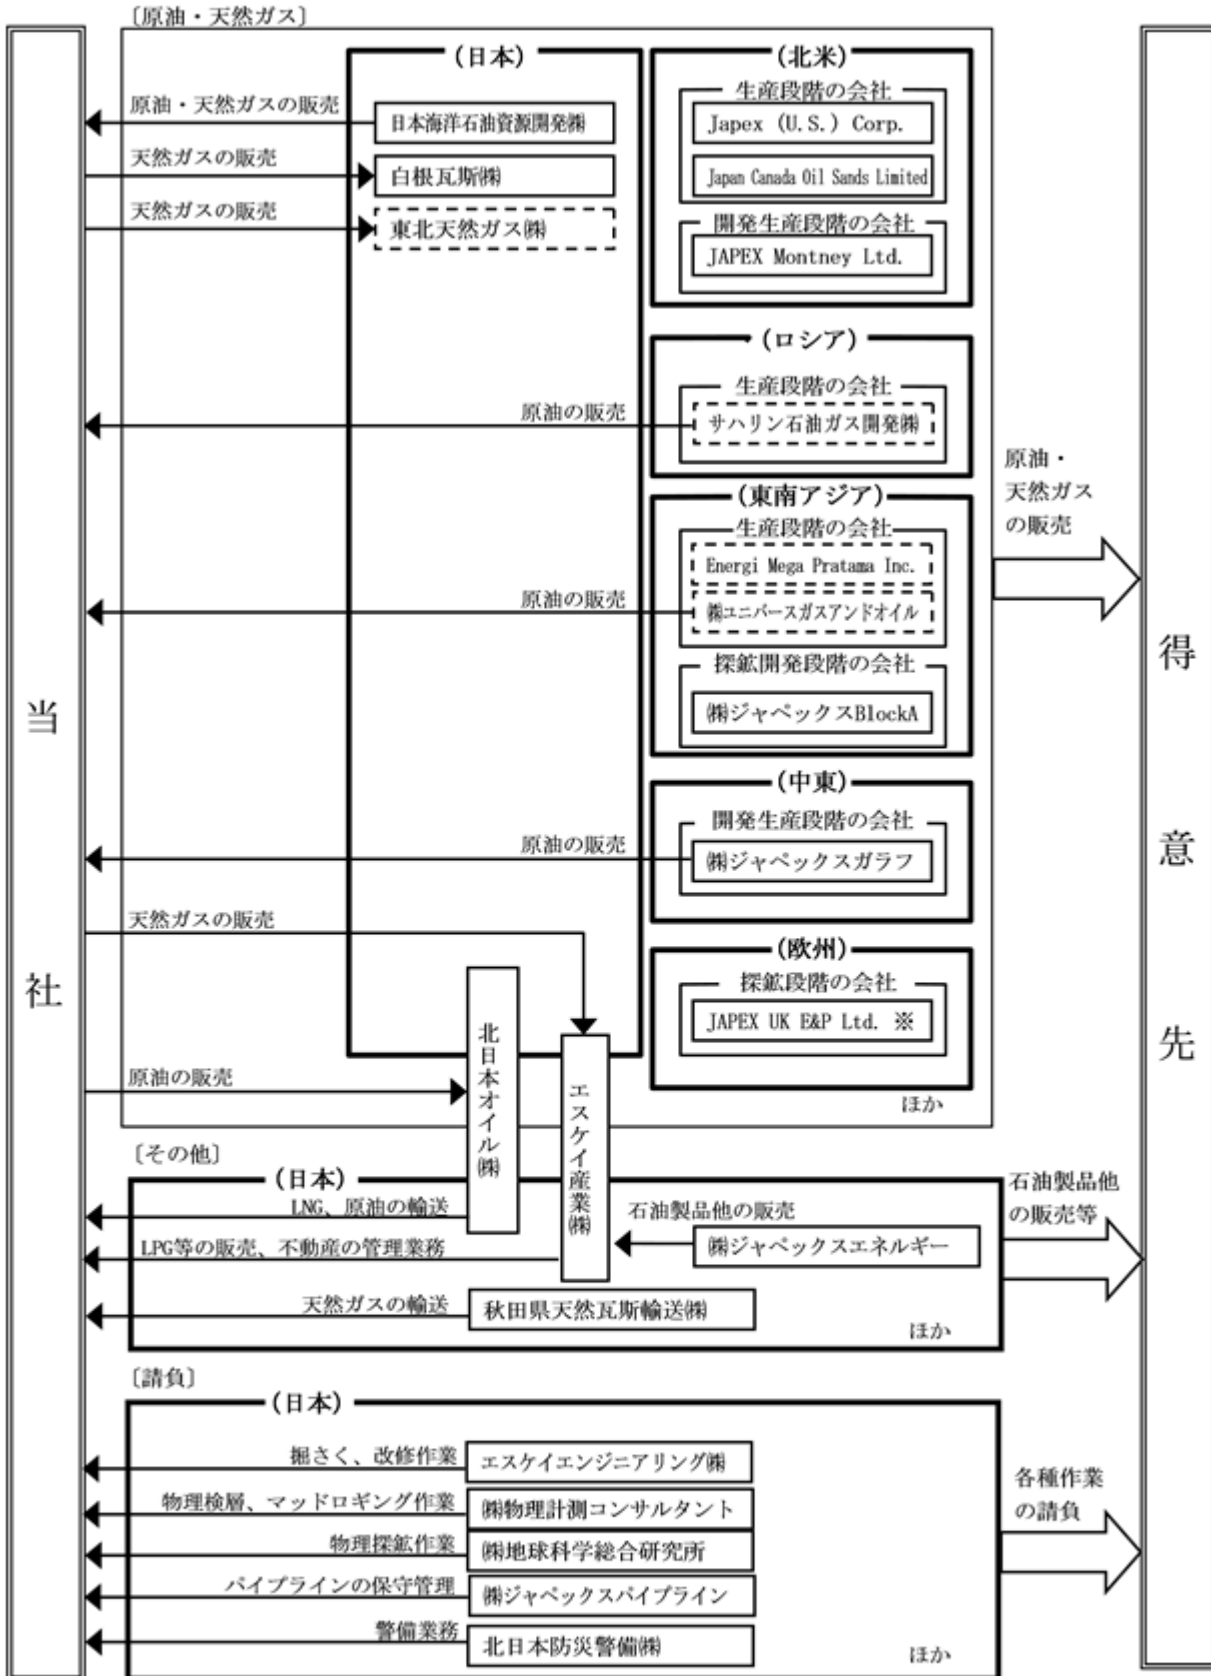 〔原油・天然ガス〕
(日本)
原油・天然ガスの販売
日本海洋石油資源開発㈱
天然ガスの販売
白根瓦斯㈱
天然ガスの販売
東北天然ガス㈱
(北米)
生産段階の会社
Japex (U.S.) Corp.
Japan Canada Oil Sands Limited
開発生産段階の会社
JAPEX Montney Ltd.
(ロシア)
生産段階の会社
原油の販売
サハリン石油ガス開発㈱
(東南アジア)
生産段階の会社
Energi Mega Pratama Inc.
原油の販売
㈱ユニバースガスアンドオイル
探鉱開発段階の会社
㈱ジャペックスBlockA
(中東)
開発生産段階の会社
原油の販売
㈱ジャペックスガラフ
天然ガスの販売
(欧州)
探鉱段階の会社
JAPEX UK E&P Ltd. ※
原油の販売
北日本オイル㈱
エスケイ産業㈱
ほか
原油・
天然ガス
の販売
当社
得意先
〔その他〕
(日本)
LNG、原油の輸送
LPG等の販売、不動産の管理業務
石油製品他の販売
㈱ジャペックスエネルギー
天然ガスの輸送
秋田県天然瓦斯輸送㈱
ほか
石油製品他
の販売等
〔請負〕
(日本)
掘さく、改修作業
エスケイエンジニアリング㈱
物理検層、マッドロギング作業
㈱物理計測コンサルタント
物理探鉱作業
㈱地球科学総合研究所
パイプラインの保守管理
㈱ジャペックスパイプライン
警備業務
北日本防災警備㈱
ほか
各種作業
の請負